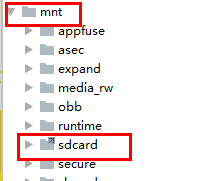 mnt
appfuse
asec
expand
media_rw
obb
runtime
sdcard
secure